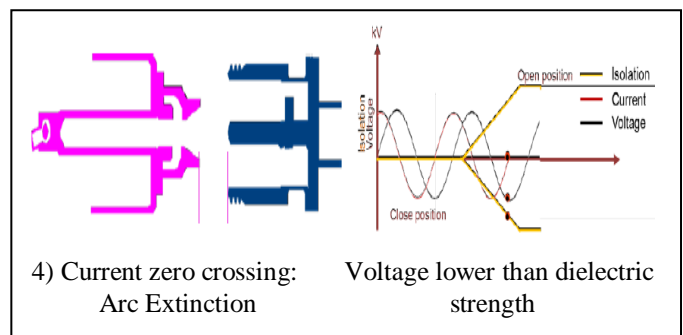 kV
Isolation
Voltage
Open position
Isolation
Current
Voltage
Close position
4) Current zero crossing:
Arc Extinction
Voltage lower than dielectric
strength